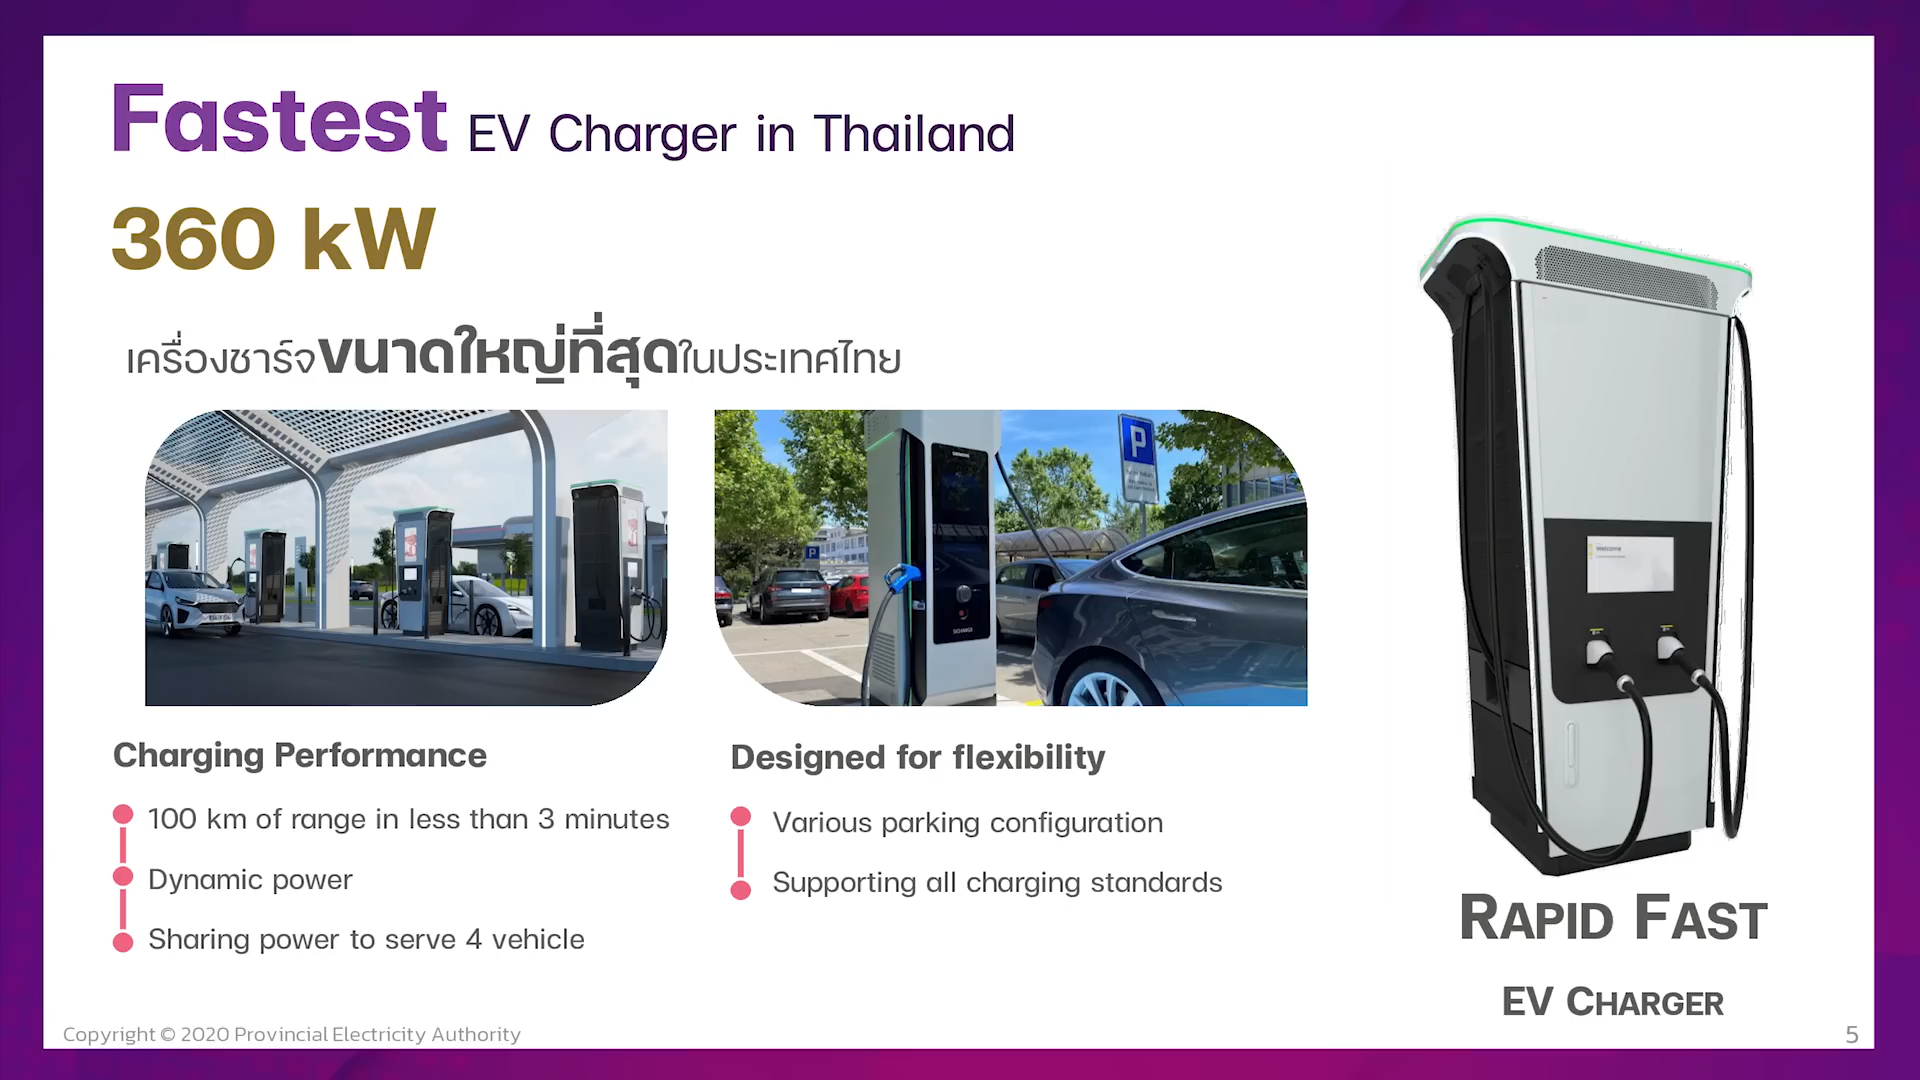 Fastest EV Charger in Thailand
360 kW
เครื่องชาร์จขนาดใหญ่ที่สุดในประเทศไทย
P
P
SIEMENS
SICHARGE
Welcome
Charging Performance
100 km of range in less than 3 minutes
Dynamic power
Sharing power to serve 4 vehicle
Designed for flexibility
Various parking configuration
Supporting all charging standards
RAPID FAST
EV CHARGER
Copyright © 2020 Provincial Electricity Authority
5